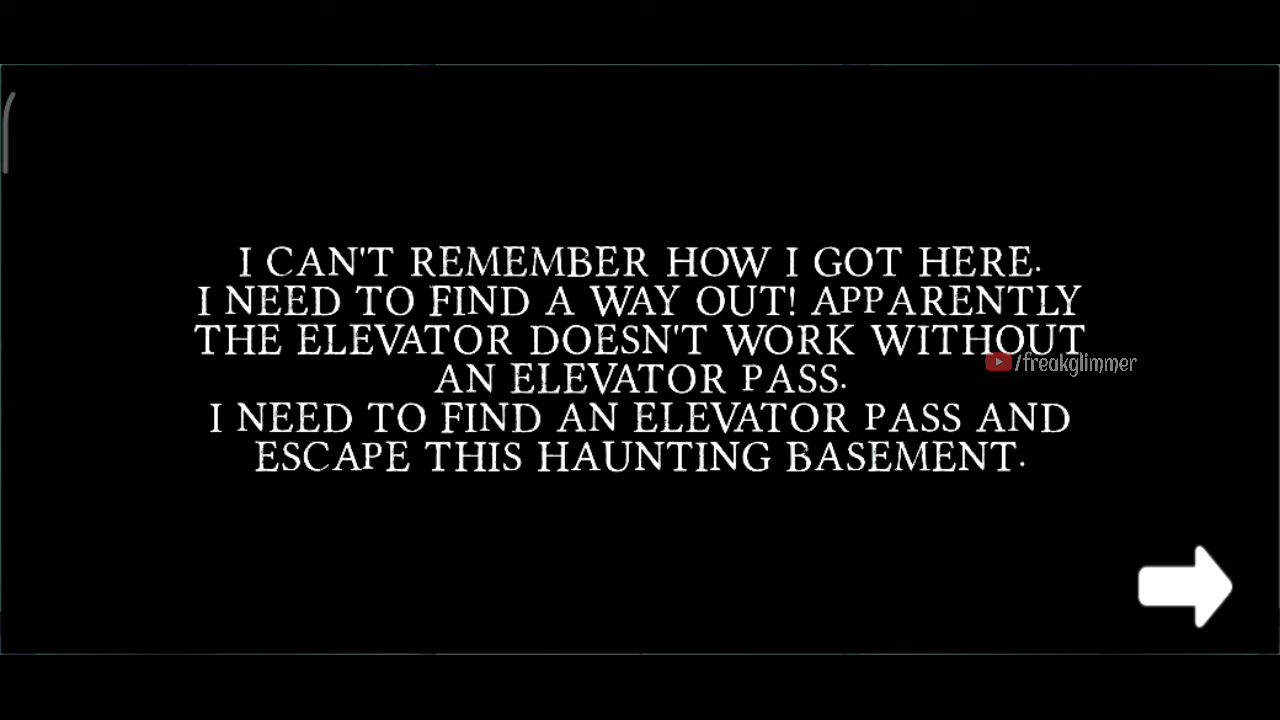 I CAN'T REMEMBER HOW I GOT HERE.
I NEED TO FIND A WAY OUT! APPARENTLY
THE ELEVATOR DOESN'T WORK WITHOUT
/freakglimmer
AN ELEVATOR PASS.
I NEED TO FIND AN ELEVATOR PASS AND
ESCAPE THIS HAUNTING BASEMENT.